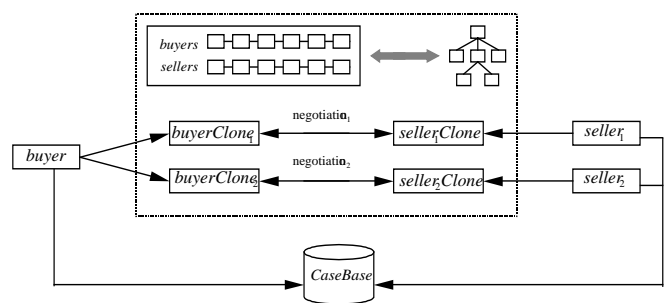 buyers
sellers
negotiation₁
buyerClone₁
seller₁Clone
seller₁
buyer
negotiation₂
buyerClone₂
seller₂Clone
seller₂
CaseBase